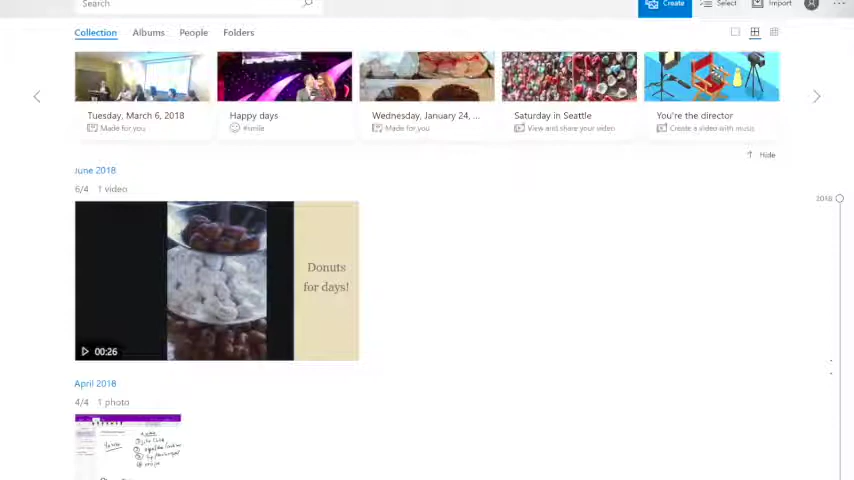 Search
Create
Select
Import
Collection
Albums
People
Folders
Tuesday, March 6, 2018
Made for you
Happy days
#smile
Wednesday, January 24, ...
Made for you
Saturday in Seattle
View and share your video
You're the director
Create a video with music
Hide
June 2018
6/4 1 video
2018
Donuts
for days!
00:26
April 2018
4/4 1 photo